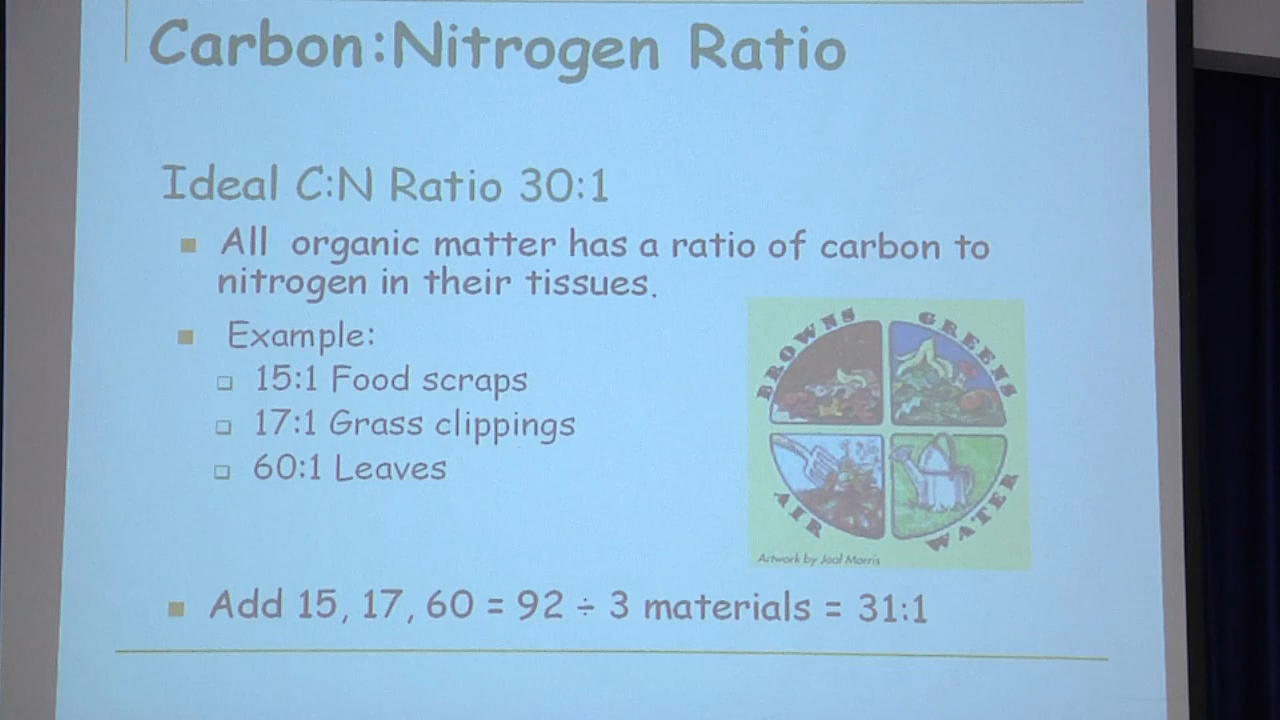 Carbon:Nitrogen Ratio
Ideal C:N Ratio 30:1
All organic matter has a ratio of carbon to
nitrogen in their tissues.
Example:
15:1 Food scraps
17:1 Grass clippings
60:1 Leaves
BROWNS
GREENS
AIR
WATER
Artwork by Joal Morris
Add 15, 17, 60 = 92 ÷ 3 materials = 31:1